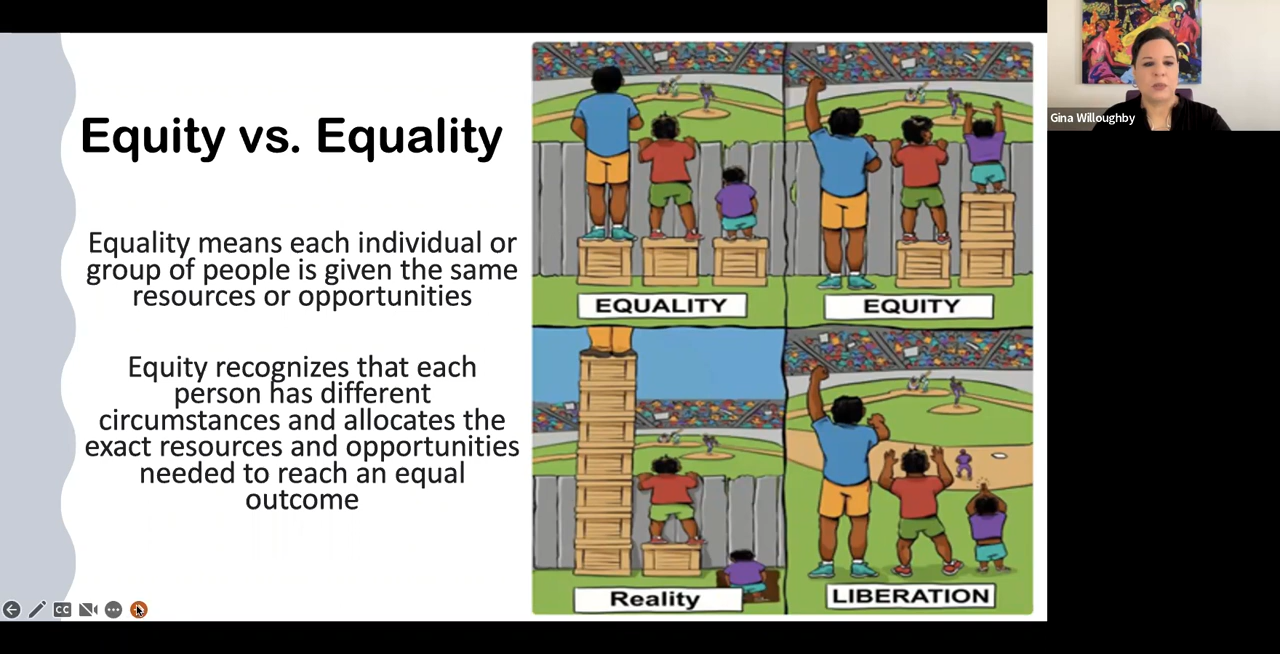 Equity vs. Equality
Equality means each individual or
group of people is given the same
resources or opportunities
Equity recognizes that each
person has different
circumstances and allocates the
exact resources and opportunities
needed to reach an equal
outcome
EQUALITY
EQUITY
Reality
LIBERATION
CC
Gina Willoughby